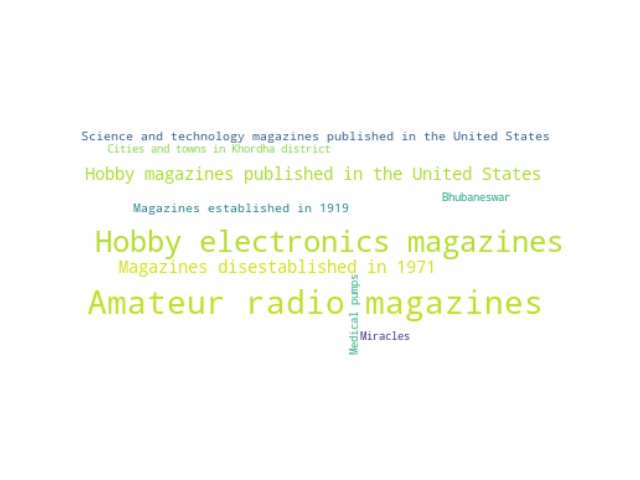 Science and technology magazines published in the United States
Cities and towns in Khordha district
Hobby magazines published in the United States
Bhubaneswar
Magazines established in 1919
Hobby electronics magazines
Magazines disestablished in 1971
Amateur radio magazines
Medical pumps
Miracles